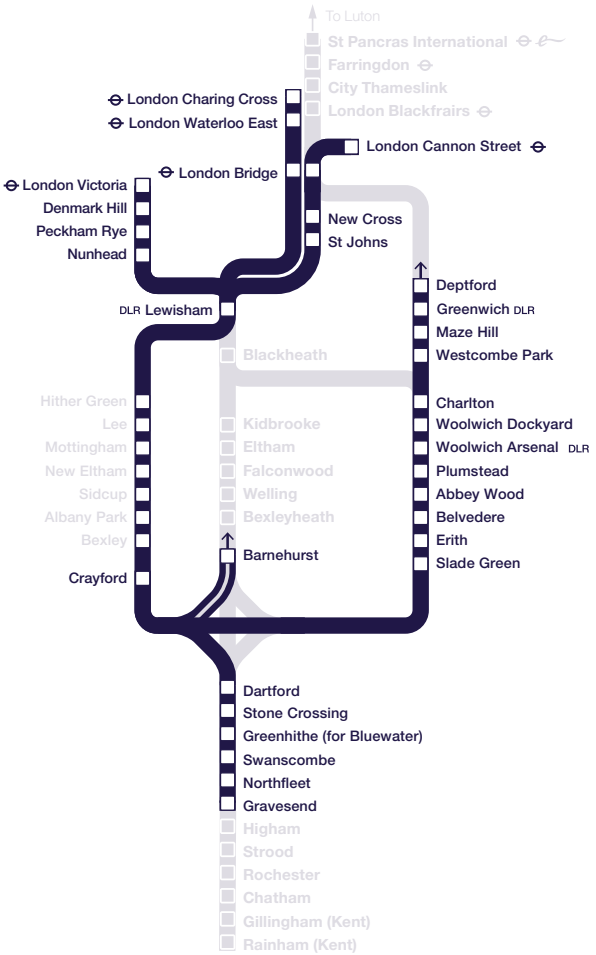 To Luton
St Pancras International
Farringdon
City Thameslink
London Blackfrairs
London Charing Cross
London Waterloo East
London Cannon Street
London Bridge
London Victoria
Denmark Hill
Peckham Rye
Nunhead
New Cross
St Johns
Deptford
Greenwich DLR
Maze Hill
Westcombe Park
DLR Lewisham
Blackheath
Charlton
Woolwich Dockyard
Woolwich Arsenal DLR
Plumstead
Abbey Wood
Belvedere
Erith
Slade Green
Hither Green
Lee
Mottingham
New Eltham
Sidcup
Albany Park
Bexley
Crayford
Kidbrooke
Eltham
Falconwood
Welling
Bexleyheath
Barnehurst
Dartford
Stone Crossing
Greenhithe (for Bluewater)
Swanscombe
Northfleet
Gravesend
Higham
Strood
Rochester
Chatham
Gillingham (Kent)
Rainham (Kent)